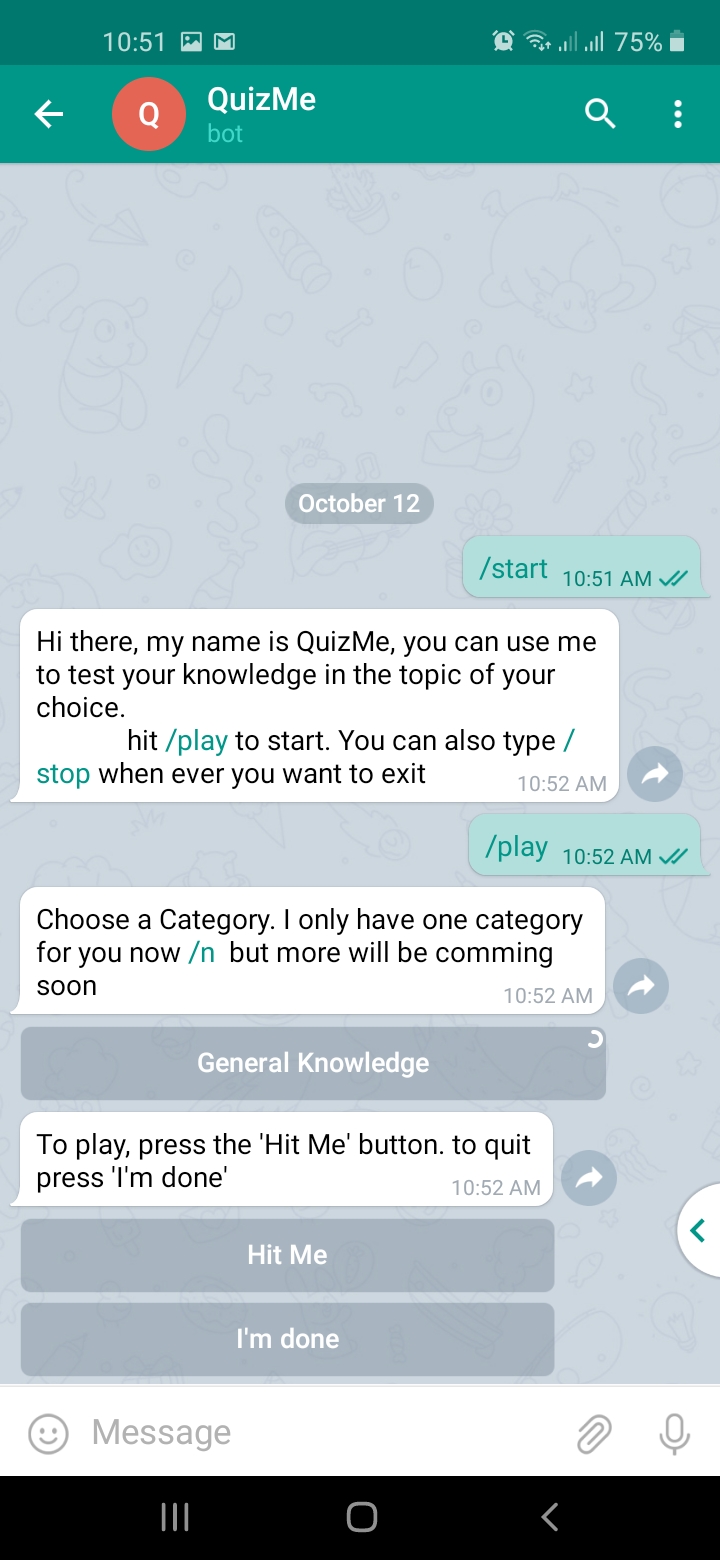 10:51
75%
Q
QuizMe
bot
October 12
/start 10:51 AM
Hi there, my name is QuizMe, you can use me
to test your knowledge in the topic of your
choice.
hit /play to start. You can also type /
stop when ever you want to exit 10:52 AM
/play 10:52 AM
Choose a Category. I only have one category
for you now /n but more will be comming
soon 10:52 AM
General Knowledge
To play, press the 'Hit Me' button. to quit
press 'I'm done' 10:52 AM
Hit Me
I'm done
Message